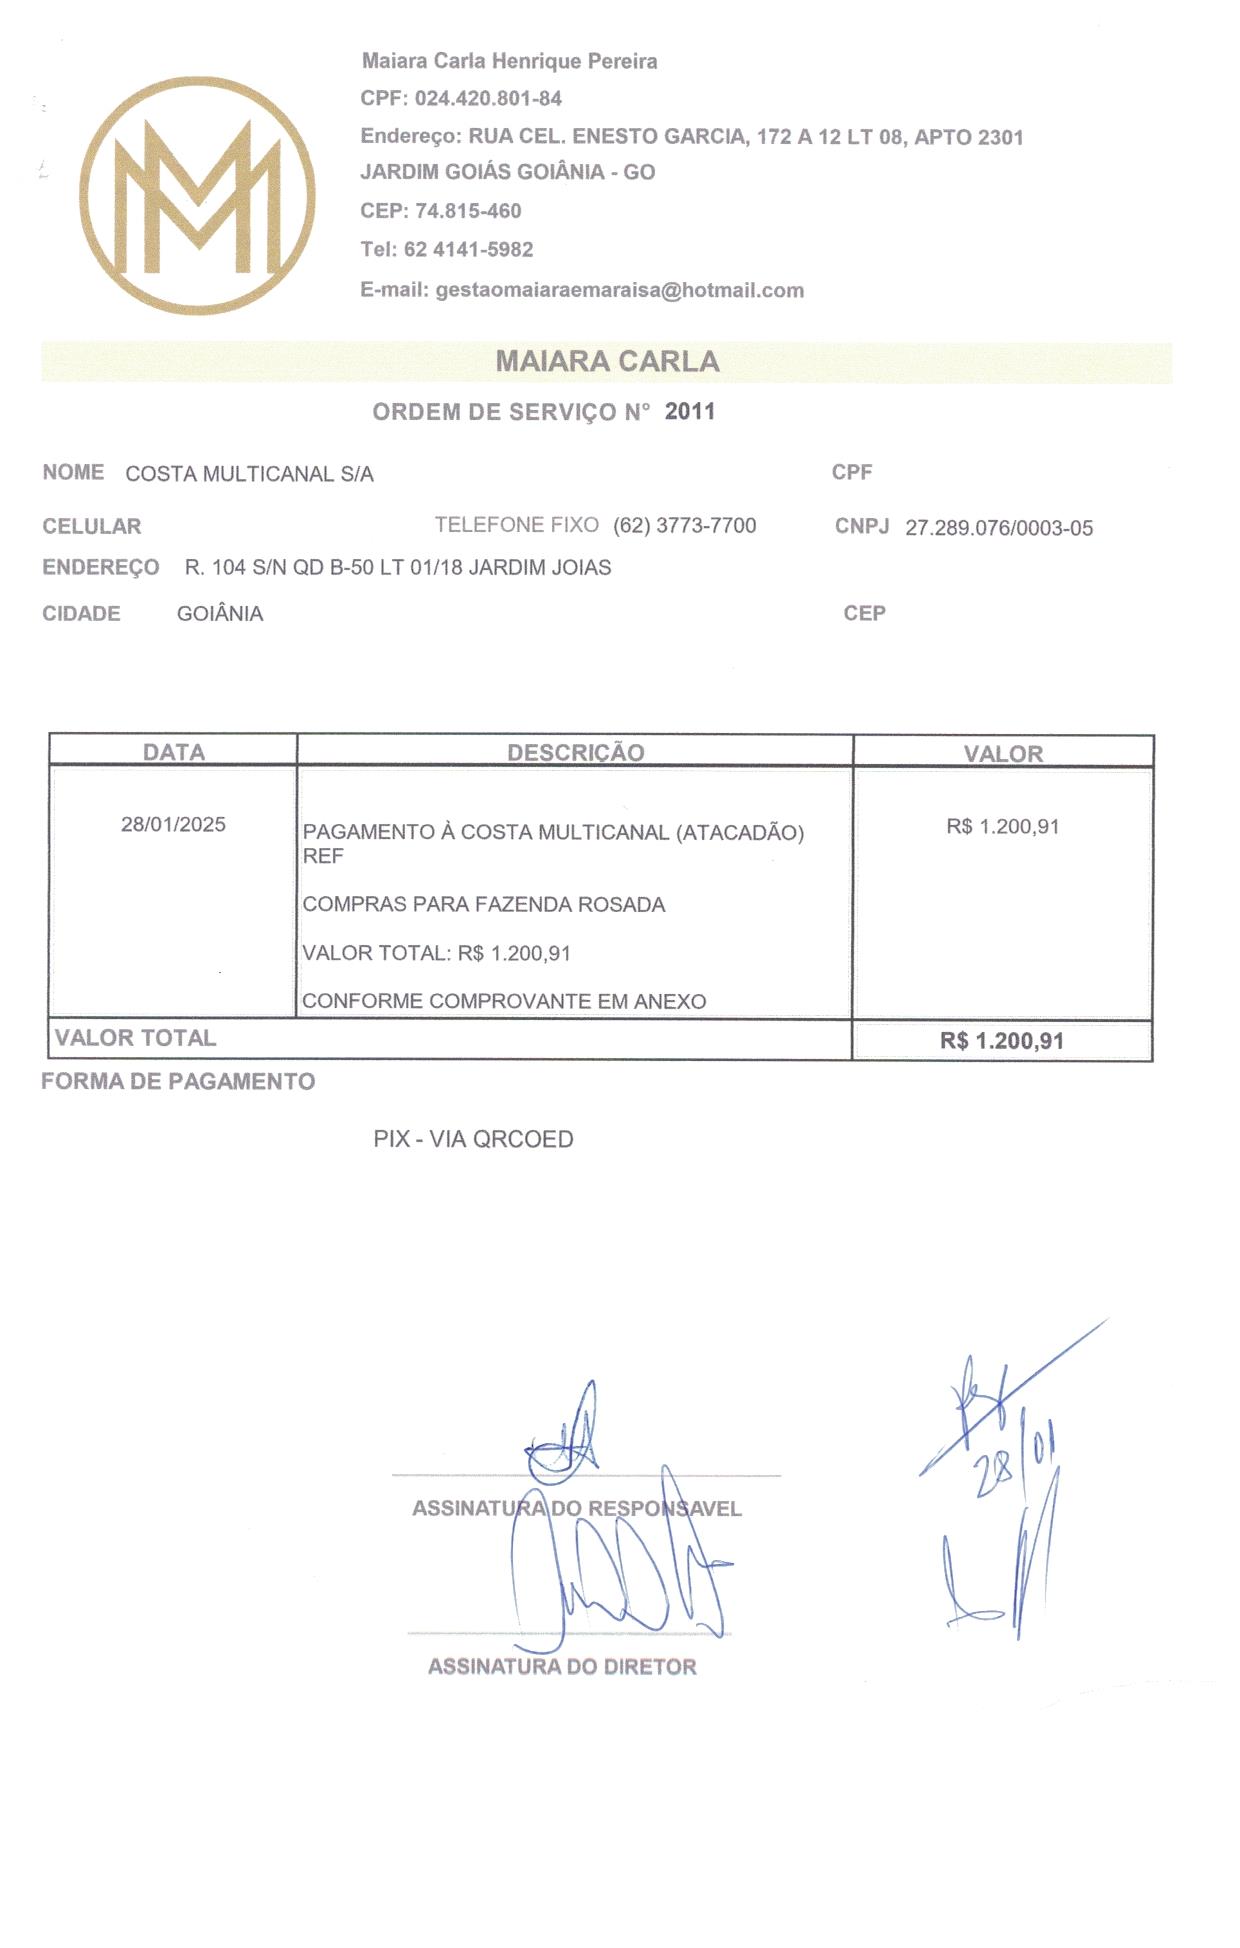 Maiara Carla Henrique Pereira
CPF: 024.420.801-84
Endereço: RUA CEL. ENESTO GARCIA, 172 A 12 LT 08, APTO 2301
JARDIM GOIÁS GOIÂNIA - GO
CEP: 74.815-460
Tel: 62 4141-5982
E-mail: gestaomaiaraemaraisa@hotmail.com
MAIARA CARLA
ORDEM DE SERVIÇO N° 2011
NOME COSTA MULTICANAL S/A CPF
CELULAR TELEFONE FIXO (62) 3773-7700 CNPJ 27.289.076/0003-05
ENDEREÇO R. 104 S/N QD B-50 LT 01/18 JARDIM JOIAS
CIDADE GOIÂNIA CEP
DATA DESCRIÇÃO VALOR
28/01/2025 PAGAMENTO À COSTA MULTICANAL (ATACADÃO) R$ 1.200,91
REF
COMPRAS PARA FAZENDA ROSADA
VALOR TOTAL: R$ 1.200,91
CONFORME COMPROVANTE EM ANEXO
VALOR TOTAL R$ 1.200,91
FORMA DE PAGAMENTO
PIX - VIA QRCOED
28/01
ASSINATURA DO RESPONSAVEL
ASSINATURA DO DIRETOR